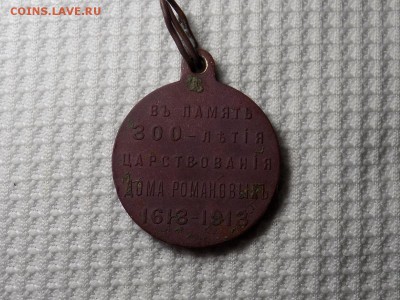 COINS.LAVE.RU
ВЪ ПАМЯТЬ
300-ЛѢТІЯ
ЦАРСТВОВАНІЯ
ДОМА РОМАНОВЫХЪ
1613-1913